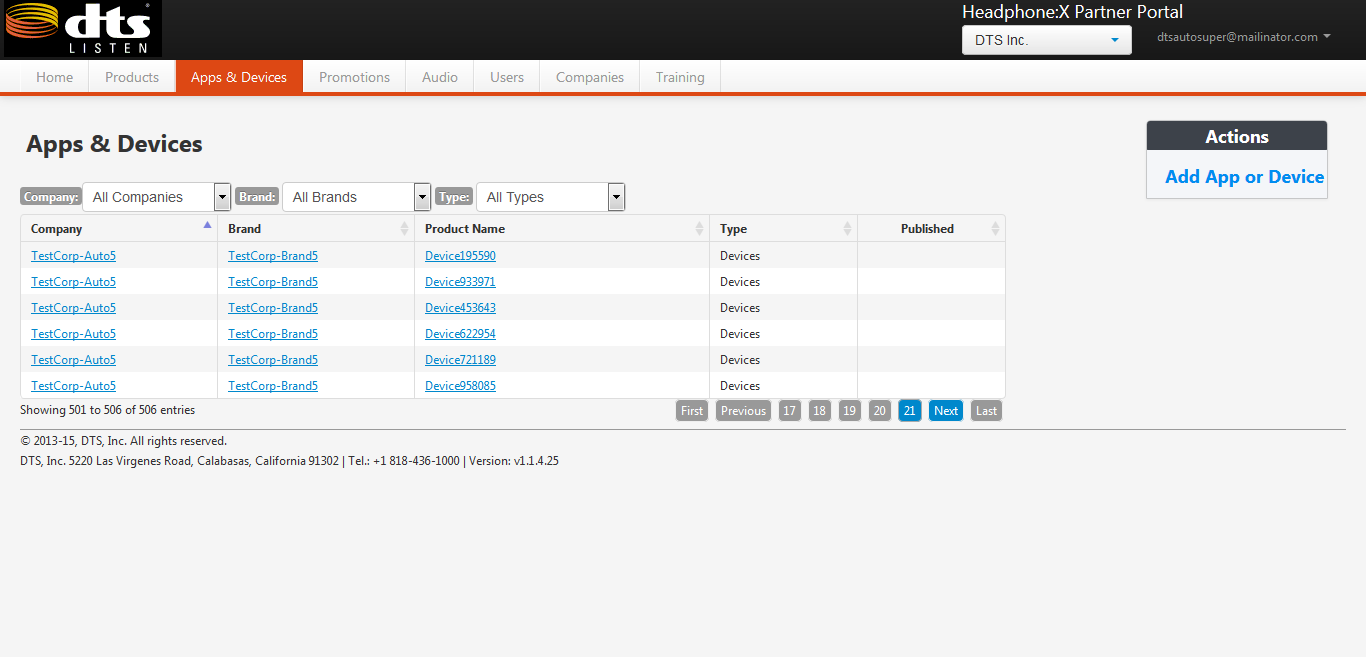 dts®
LISTEN
Headphone:X Partner Portal
DTS Inc.
dtsautosuper@mailinator.com
Home Products Apps & Devices Promotions Audio Users Companies Training
Apps & Devices
Actions
Add App or Device
Company: All Companies Brand: All Brands Type: All Types
Company Brand Product Name Type Published
TestCorp-Auto5 TestCorp-Brand5 Device195590 Devices
TestCorp-Auto5 TestCorp-Brand5 Device933971 Devices
TestCorp-Auto5 TestCorp-Brand5 Device453643 Devices
TestCorp-Auto5 TestCorp-Brand5 Device622954 Devices
TestCorp-Auto5 TestCorp-Brand5 Device721189 Devices
TestCorp-Auto5 TestCorp-Brand5 Device958085 Devices
Showing 501 to 506 of 506 entries First Previous 17 18 19 20 21 Next Last
© 2013-15, DTS, Inc. All rights reserved.
DTS, Inc. 5220 Las Virgenes Road, Calabasas, California 91302 | Tel.: +1 818-436-1000 | Version: v1.1.4.25